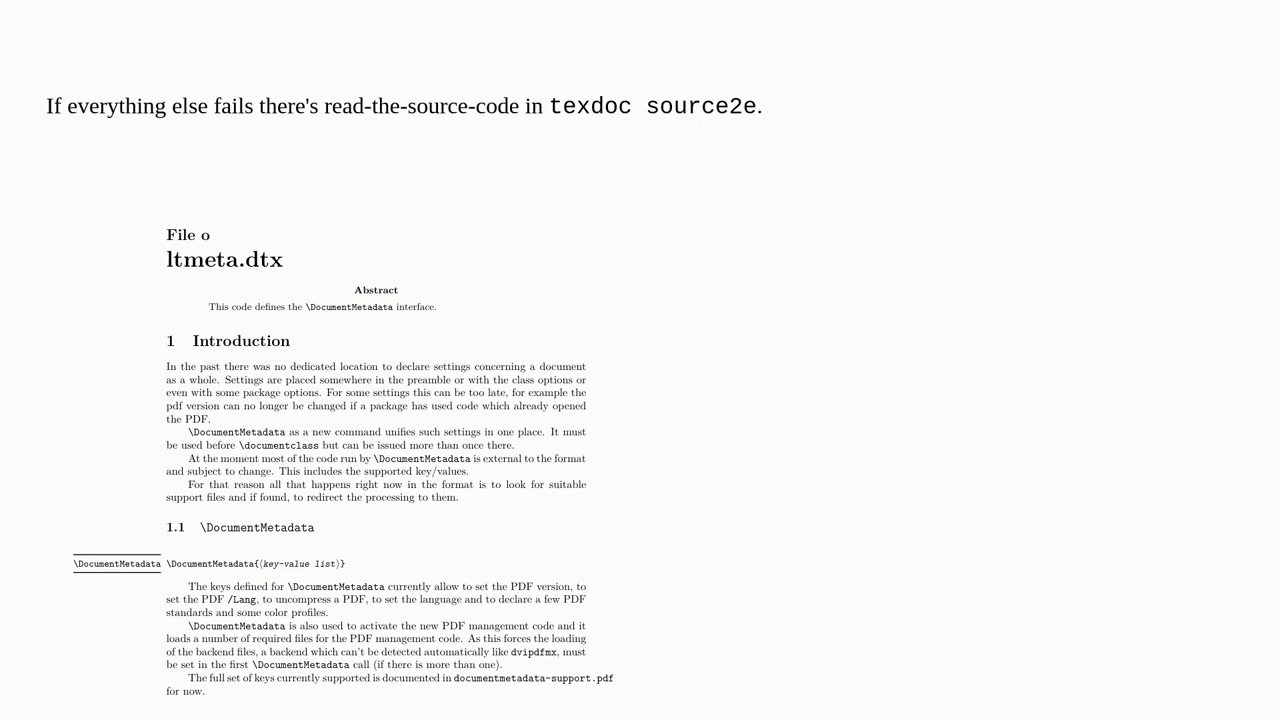 If everything else fails there's read-the-source-code in texdoc source2e.
File o
ltmeta.dtx
Abstract
This code defines the \DocumentMetadata interface.
1 Introduction
In the past there was no dedicated location to declare settings concerning a document
as a whole. Settings are placed somewhere in the preamble or with the class options or
even with some package options. For some settings this can be too late, for example the
pdf version can no longer be changed if a package has used code which already opened
the PDF.
\DocumentMetadata as a new command unifies such settings in one place. It must
be used before \documentclass but can be issued more than once there.
At the moment most of the code run by \DocumentMetadata is external to the format
and subject to change. This includes the supported key/values.
For that reason all that happens right now in the format is to look for suitable
support files and if found, to redirect the processing to them.
1.1 \DocumentMetadata
\DocumentMetadata \DocumentMetadata{⟨key-value list⟩}
The keys defined for \DocumentMetadata currently allow to set the PDF version, to
set the PDF /Lang, to uncompress a PDF, to set the language and to declare a few PDF
standards and some color profiles.
\DocumentMetadata is also used to activate the new PDF management code and it
loads a number of required files for the PDF management code. As this forces the loading
of the backend files, a backend which can't be detected automatically like dvipdfmx, must
be set in the first \DocumentMetadata call (if there is more than one).
The full set of keys currently supported is documented in documentmetadata-support.pdf
for now.